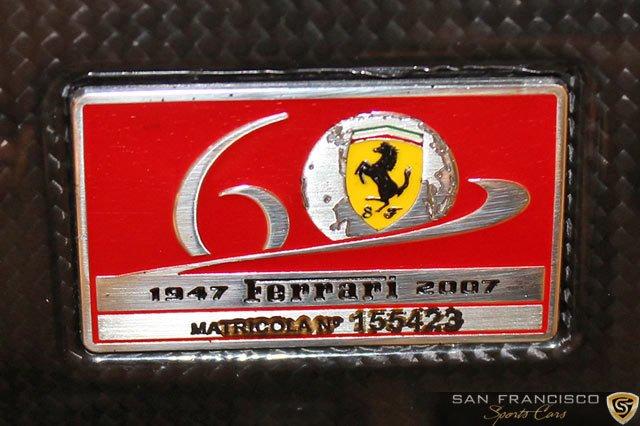 60
S F
1947 Ferrari 2007
MATRICOLA Nº 155423
SAN FRANCISCO
Sports Cars